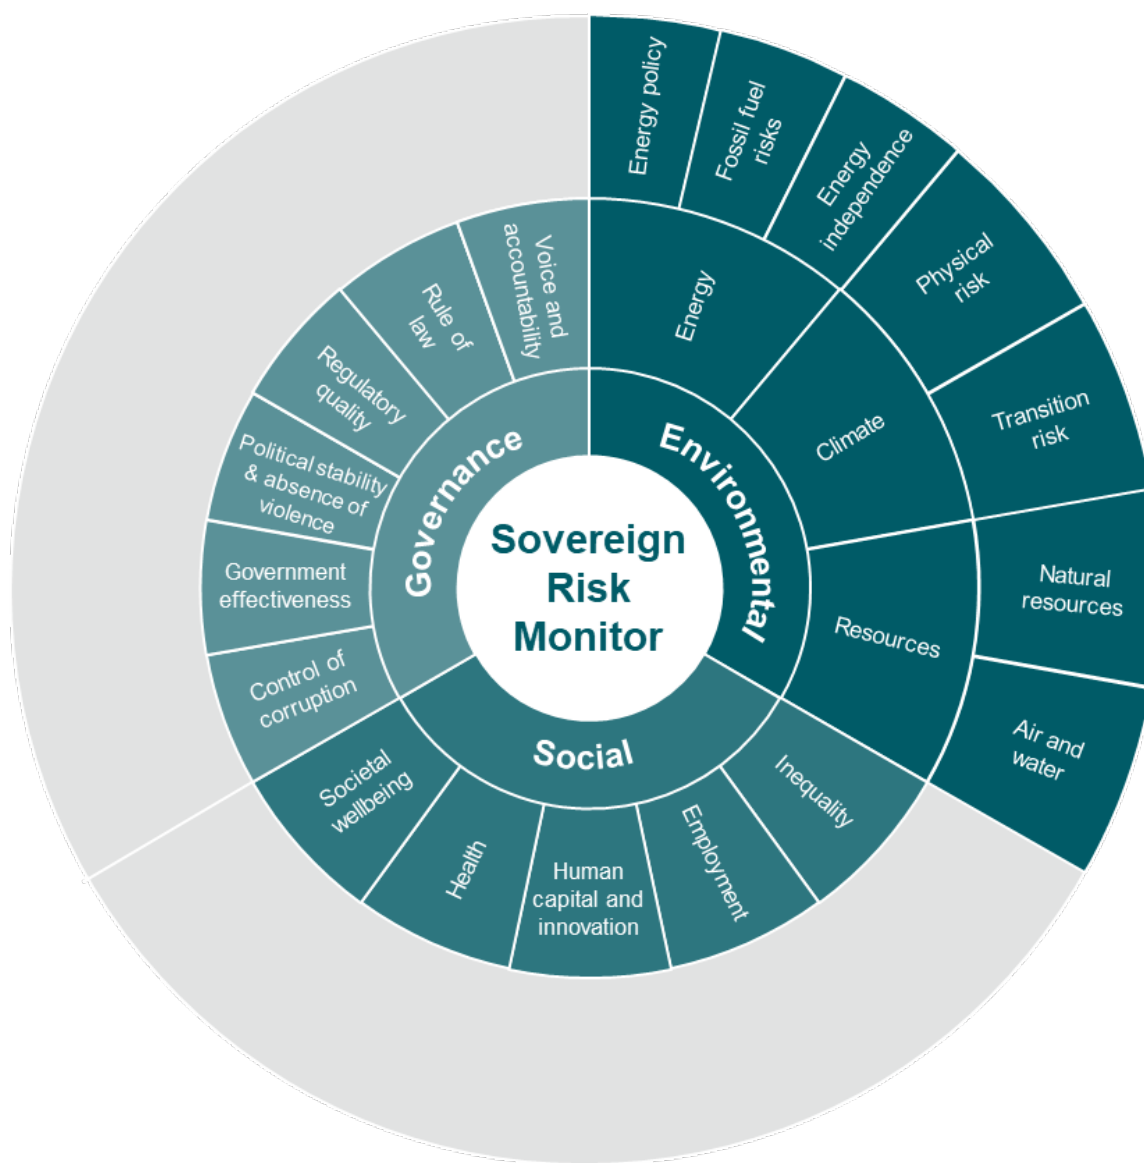 Sovereign
Risk
Monitor
Environmental
Energy
Energy policy
Fossil fuel
risks
Energy
independence
Climate
Physical
risk
Transition
risk
Resources
Natural
resources
Air and
water
Social
Inequality
Employment
Human
capital and
innovation
Health
Societal
wellbeing
Governance
Control of
corruption
Government
effectiveness
Political stability
& absence of
violence
Regulatory
quality
Rule of
law
Voice and
accountability